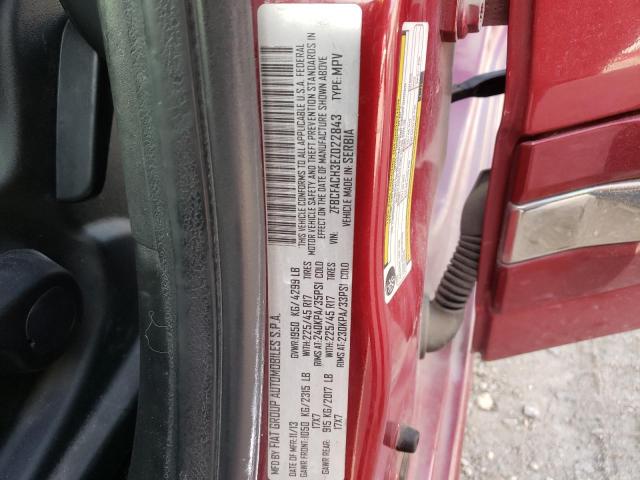 MFD BY FIAT GROUP AUTOMOBILES S.P.A.
DATE OF MFR: 11/13 GVWR: 1950 KG/4299 LB
GAWR FRONT: 1050 KG/2315 LB WITH: 225/45 R17 TIRES
17X7 RIMS AT: 240KPA/35PSI COLD
GAWR REAR: 915 KG/2017 LB WITH: 225/45 R17 TIRES
17X7 RIMS AT: 230KPA/33PSI COLD
THIS VEHICLE CONFORMS TO ALL APPLICABLE U.S.A. FEDERAL
MOTOR VEHICLE SAFETY AND THEFT PREVENTION STANDARDS IN
EFFECT ON THE DATE OF MANUFACTURE SHOWN ABOVE
VIN: ZFBCFACH3EZ022843 TYPE: MPV
VEHICLE MADE IN: SERBIA